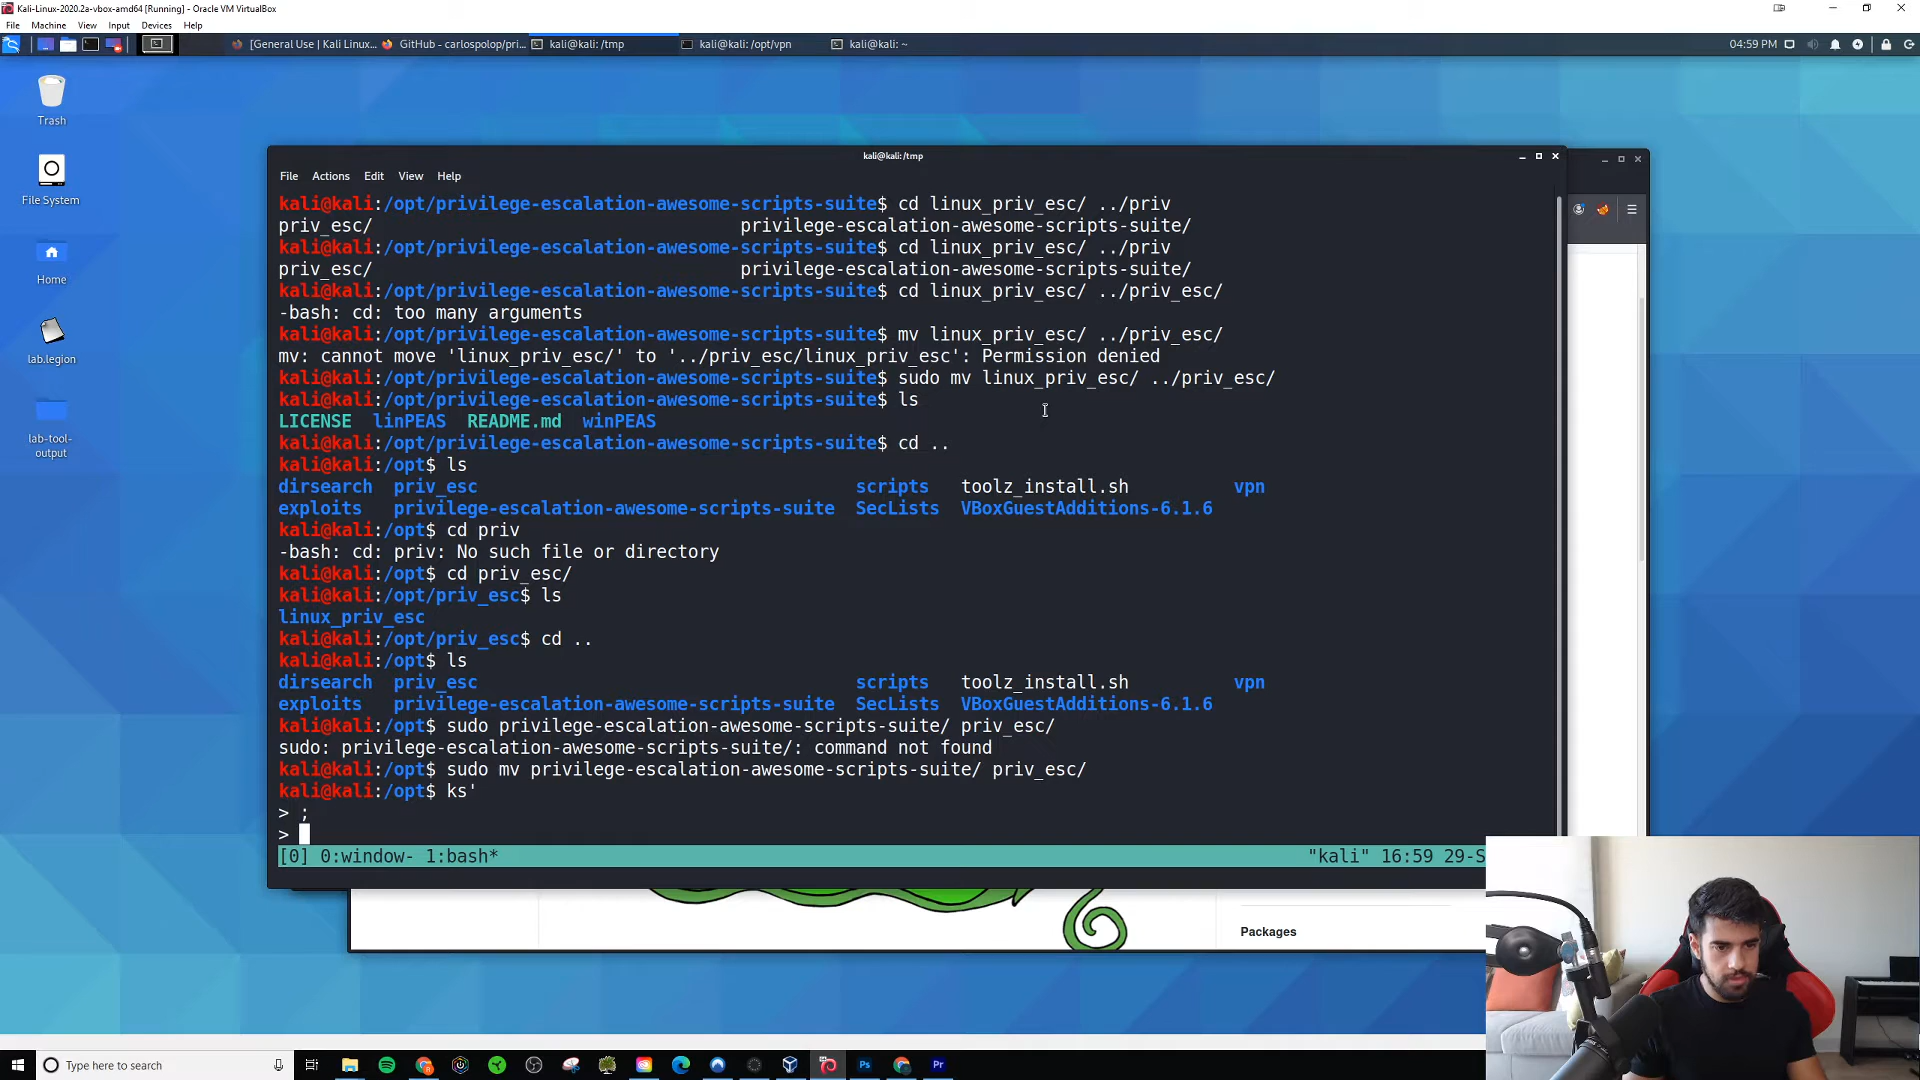 Kali-Linux-2020.2a-vbox-amd64 [Running] - Oracle VM VirtualBox
File Machine View Input Devices Help
[General Use | Kali Linux... GitHub - carlospolop/pri... kali@kali: /tmp kali@kali: /opt/vpn kali@kali: ~ 04:59 PM
Trash
File System
Home
lab.legion
lab-tool-
output
kali@kali: /tmp
File Actions Edit View Help
kali@kali:/opt/privilege-escalation-awesome-scripts-suite$ cd linux_priv_esc/ ../priv
priv_esc/ privilege-escalation-awesome-scripts-suite/
kali@kali:/opt/privilege-escalation-awesome-scripts-suite$ cd linux_priv_esc/ ../priv
priv_esc/ privilege-escalation-awesome-scripts-suite/
kali@kali:/opt/privilege-escalation-awesome-scripts-suite$ cd linux_priv_esc/ ../priv_esc/
-bash: cd: too many arguments
kali@kali:/opt/privilege-escalation-awesome-scripts-suite$ mv linux_priv_esc/ ../priv_esc/
mv: cannot move 'linux_priv_esc/' to '../priv_esc/linux_priv_esc': Permission denied
kali@kali:/opt/privilege-escalation-awesome-scripts-suite$ sudo mv linux_priv_esc/ ../priv_esc/
kali@kali:/opt/privilege-escalation-awesome-scripts-suite$ ls
LICENSE linPEAS README.md winPEAS
kali@kali:/opt/privilege-escalation-awesome-scripts-suite$ cd ..
kali@kali:/opt$ ls
dirsearch priv_esc scripts toolz_install.sh vpn
exploits privilege-escalation-awesome-scripts-suite SecLists VBoxGuestAdditions-6.1.6
kali@kali:/opt$ cd priv
-bash: cd: priv: No such file or directory
kali@kali:/opt$ cd priv_esc/
kali@kali:/opt/priv_esc$ ls
linux_priv_esc
kali@kali:/opt/priv_esc$ cd ..
kali@kali:/opt$ ls
dirsearch priv_esc scripts toolz_install.sh vpn
exploits privilege-escalation-awesome-scripts-suite SecLists VBoxGuestAdditions-6.1.6
kali@kali:/opt$ sudo privilege-escalation-awesome-scripts-suite/ priv_esc/
sudo: privilege-escalation-awesome-scripts-suite/: command not found
kali@kali:/opt$ sudo mv privilege-escalation-awesome-scripts-suite/ priv_esc/
kali@kali:/opt$ ks'
> ;
>
[0] 0:window- 1:bash* "kali" 16:59 29-S
Packages
Type here to search
Ps
Pr